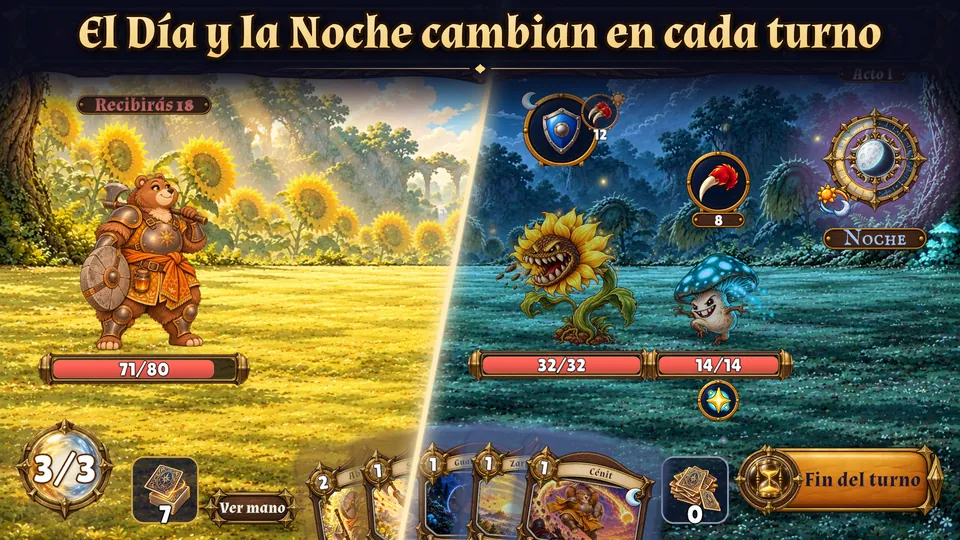 El Día y la Noche cambian en cada turno
Acto I
Recibirás 18
12
8
NOCHE
71/80
32/32
14/14
3/3
7
Ver mano
2
1
1
1
1
Cénit
0
Fin del turno